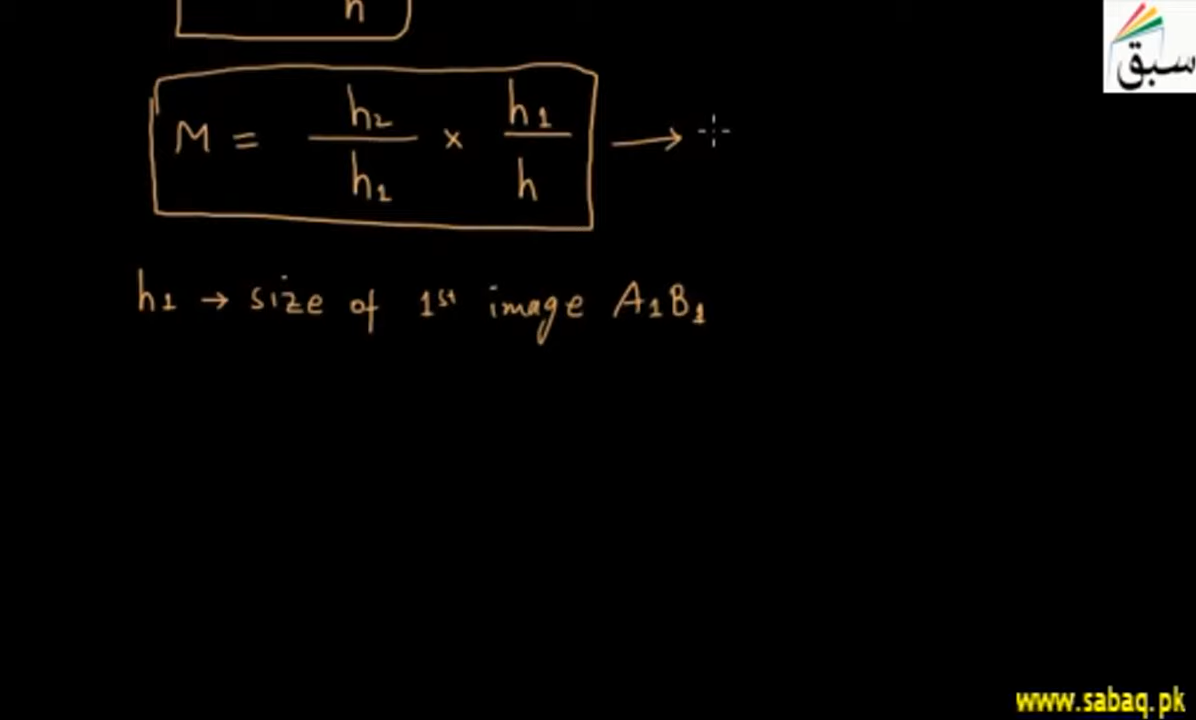 h
سبق
M = h₂/h₁ × h₁/h →
h₁ → size of 1st image A₁B₁
www.sabaq.pk